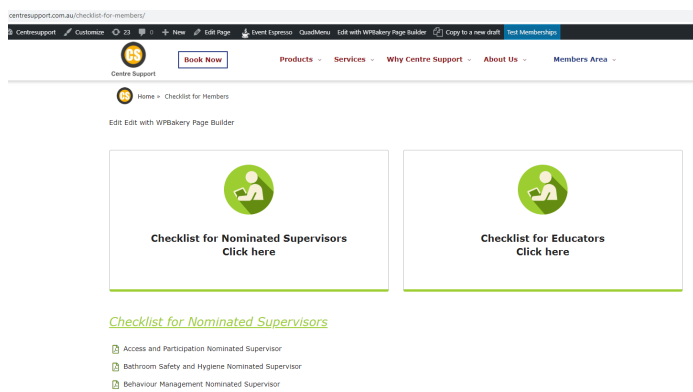 centresupport.com.au/checklist-for-members/
Centresupport Customize 23 0 New Edit Page Event Espresso QuadMenu Edit with WPBakery Page Builder Copy to a new draft Test Memberships
CS
Centre Support
Book Now Products Services Why Centre Support About Us Members Area
CS Home » Checklist for Members
Edit Edit with WPBakery Page Builder
Checklist for Nominated Supervisors
Click here
Checklist for Educators
Click here
Checklist for Nominated Supervisors
Access and Participation Nominated Supervisor
Bathroom Safety and Hygiene Nominated Supervisor
Behaviour Management Nominated Supervisor